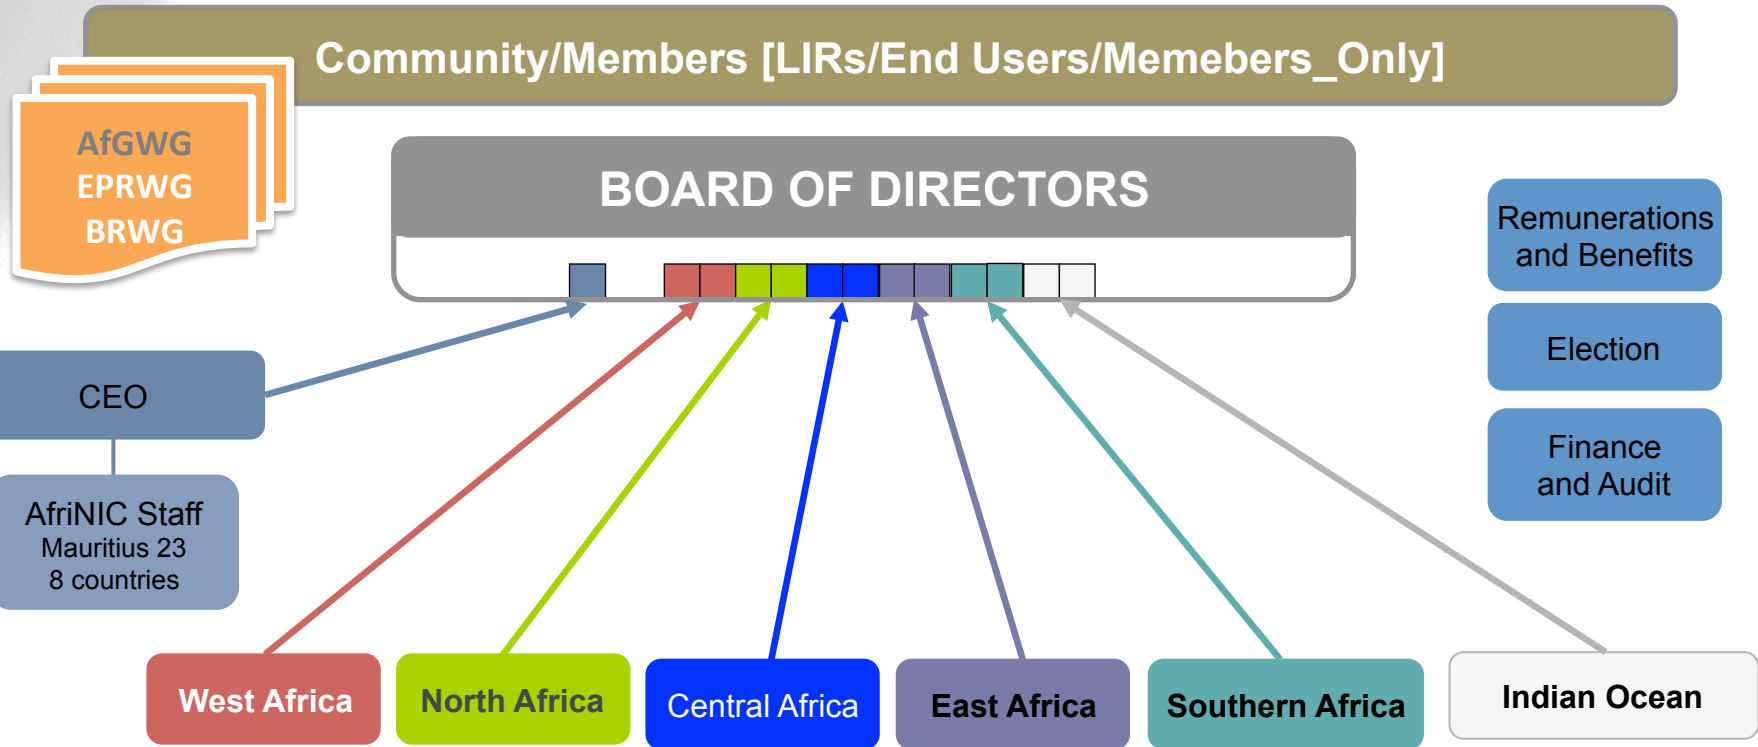 Community/Members [LIRs/End Users/Memebers_Only]
AfGWG
EPRWG
BRWG
BOARD OF DIRECTORS
Remunerations
and Benefits
Election
Finance
and Audit
CEO
AfriNIC Staff
Mauritius 23
8 countries
West Africa
North Africa
Central Africa
East Africa
Southern Africa
Indian Ocean